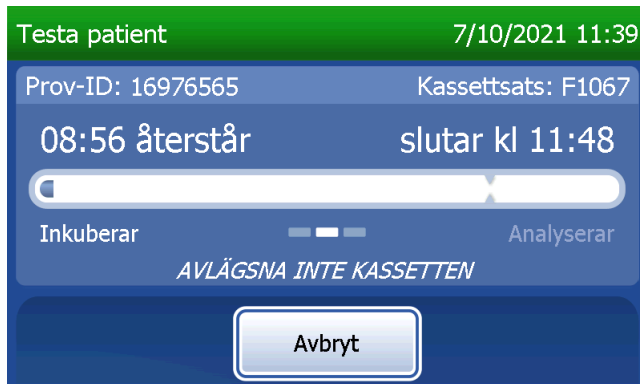 Testa patient 7/10/2021 11:39
Prov-ID: 16976565 Kassettsats: F1067
08:56 återstår slutar kl 11:48
Inkuberar Analyserar
AVLÄGSNA INTE KASSETTEN
Avbryt